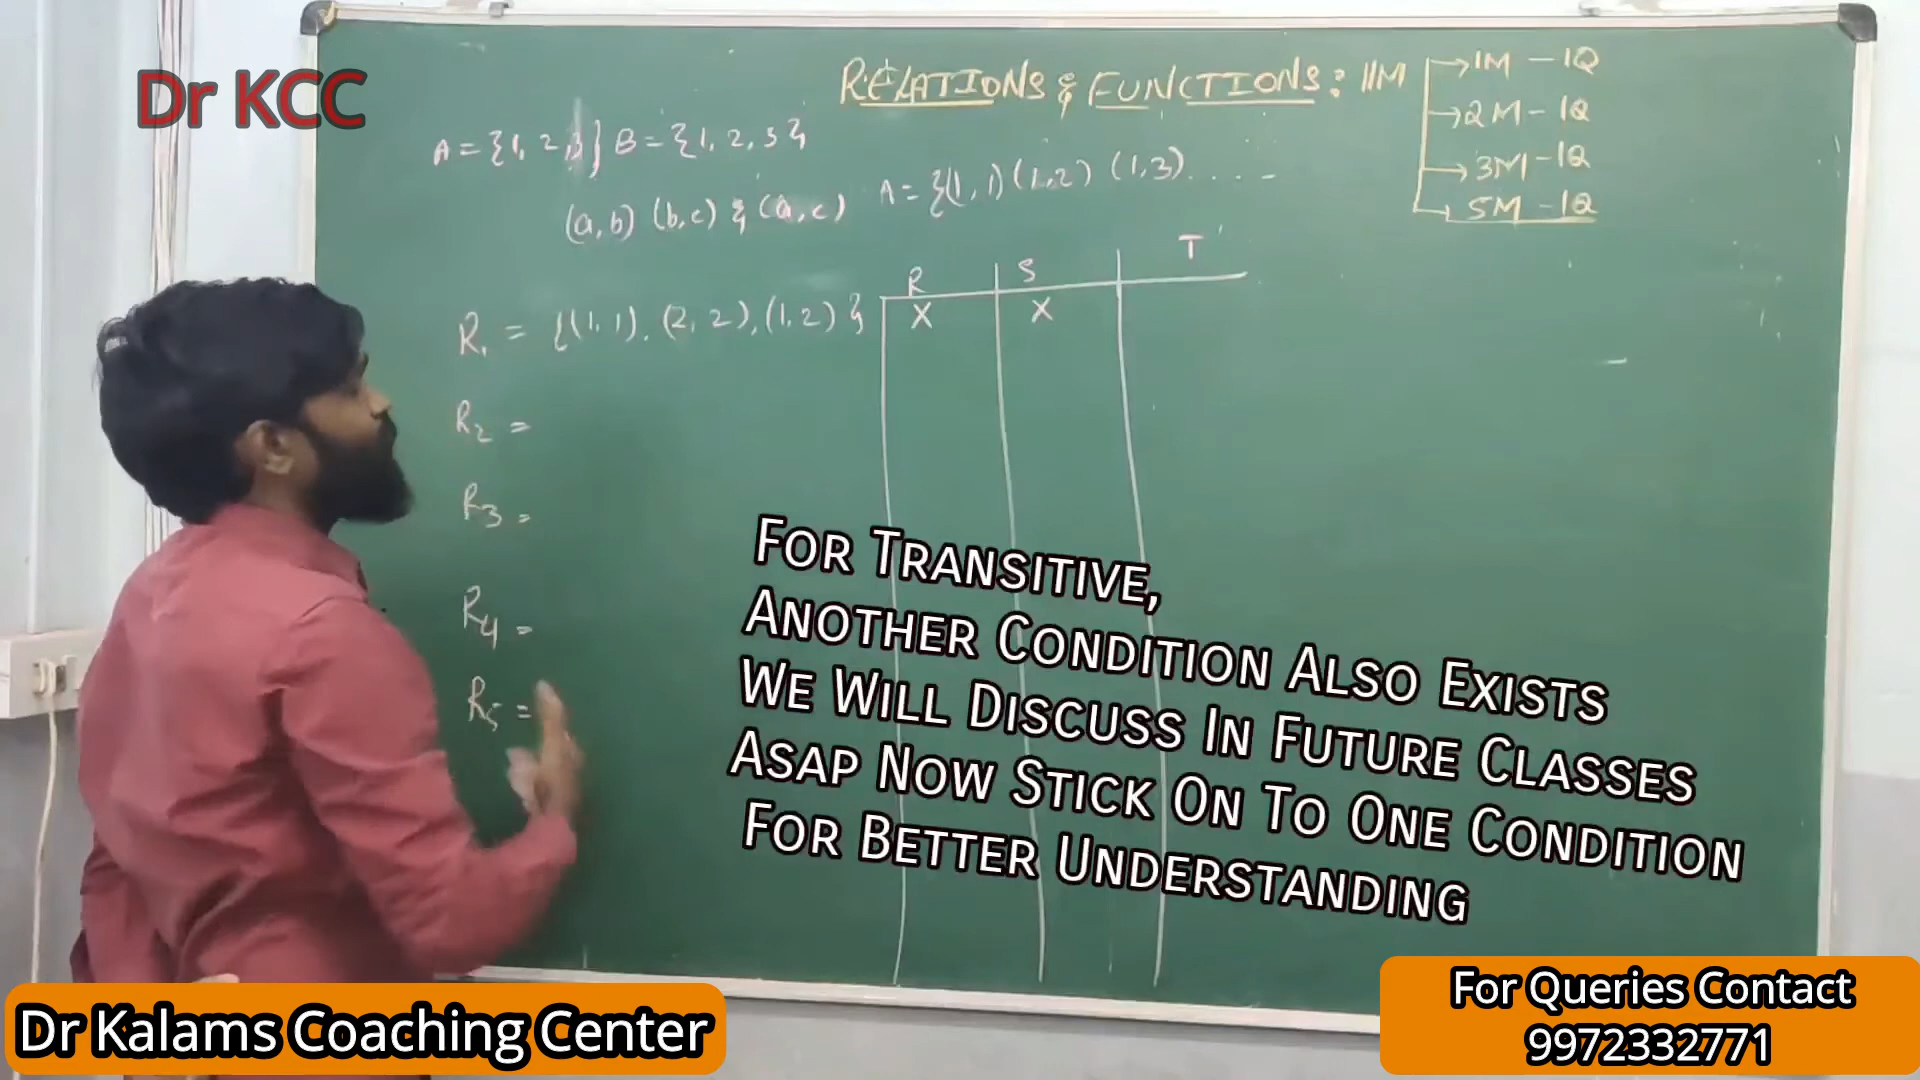 Dr KCC
RELATIONS & FUNCTIONS: 11M
→1M - 1Q
→2M - 1Q
→3M - 1Q
5M - 1Q
A = {1, 2, 3} B = {1, 2, 3}
(a, b) (b, c) & (a, c)
A = {(1, 1) (1, 2) (1, 3) . . . . -
R S T
R₁ = {(1, 1). (2, 2), (1, 2) } X X
R₂ =
R₃ =
R₄ =
R₅ =
For Transitive,
Another Condition Also Exists
We Will Discuss In Future Classes
Asap Now Stick On To One Condition
For Better Understanding
Dr Kalams Coaching Center
For Queries Contact
9972332771